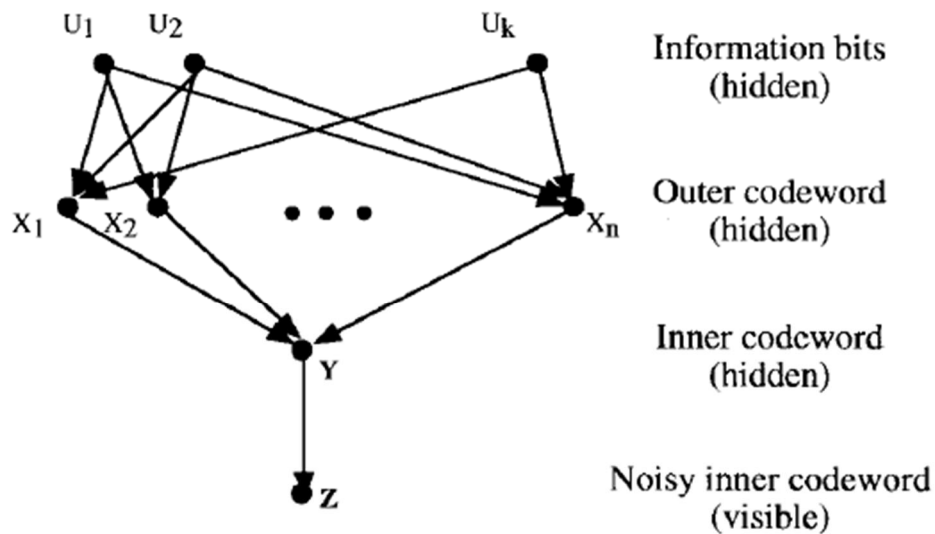 U1 U2 Uk
Information bits
(hidden)
X1 X2 Xn
Outer codeword
(hidden)
Y
Inner codeword
(hidden)
Z
Noisy inner codeword
(visible)